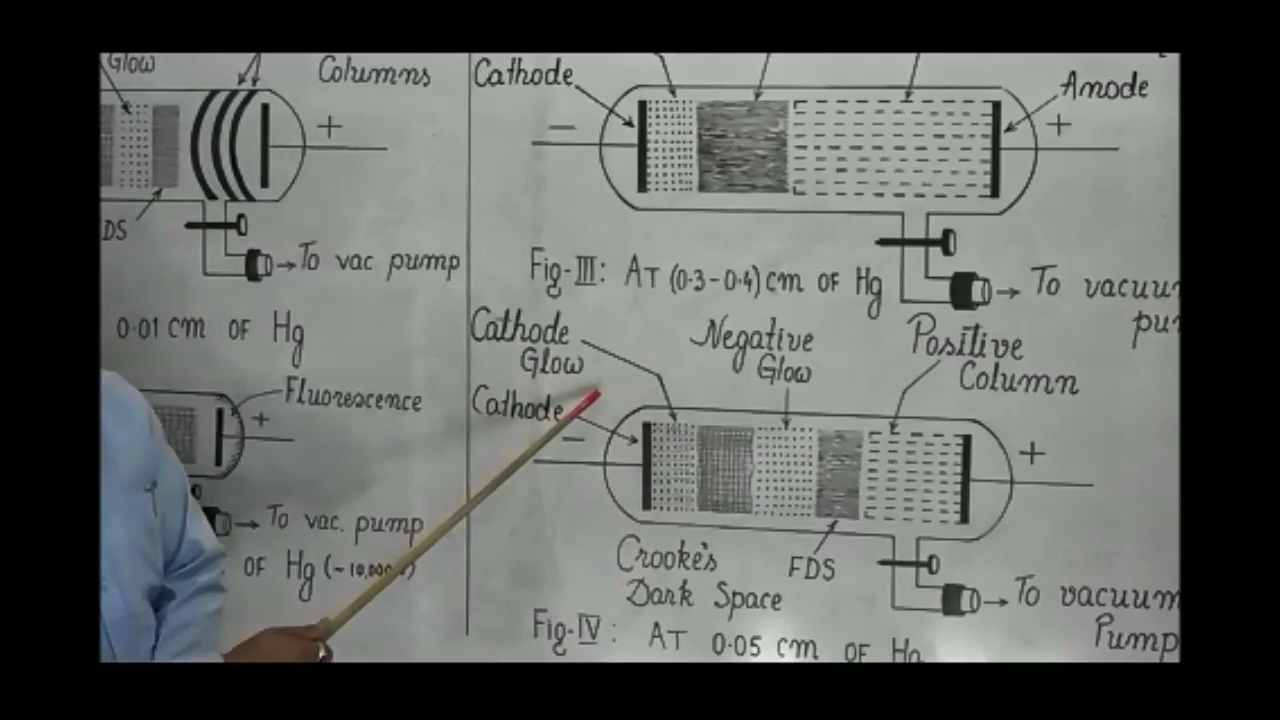 Glow
Columns
+
DS
→To vac pump
0.01 cm OF Hg
Fluorescence
+
→ To vac. pump
OF Hg (~10,000V)
Cathode
−
Anode
+
Fig-III: AT (0.3-0.4) cm OF Hg
→ To vacuu
pu
Cathode
Glow
Negative
Glow
Positive
Column
Cathode
−
+
Crooke's
Dark Space
FDS
→ To vacuum
Pump
Fig-IV: AT 0.05 cm OF Hg